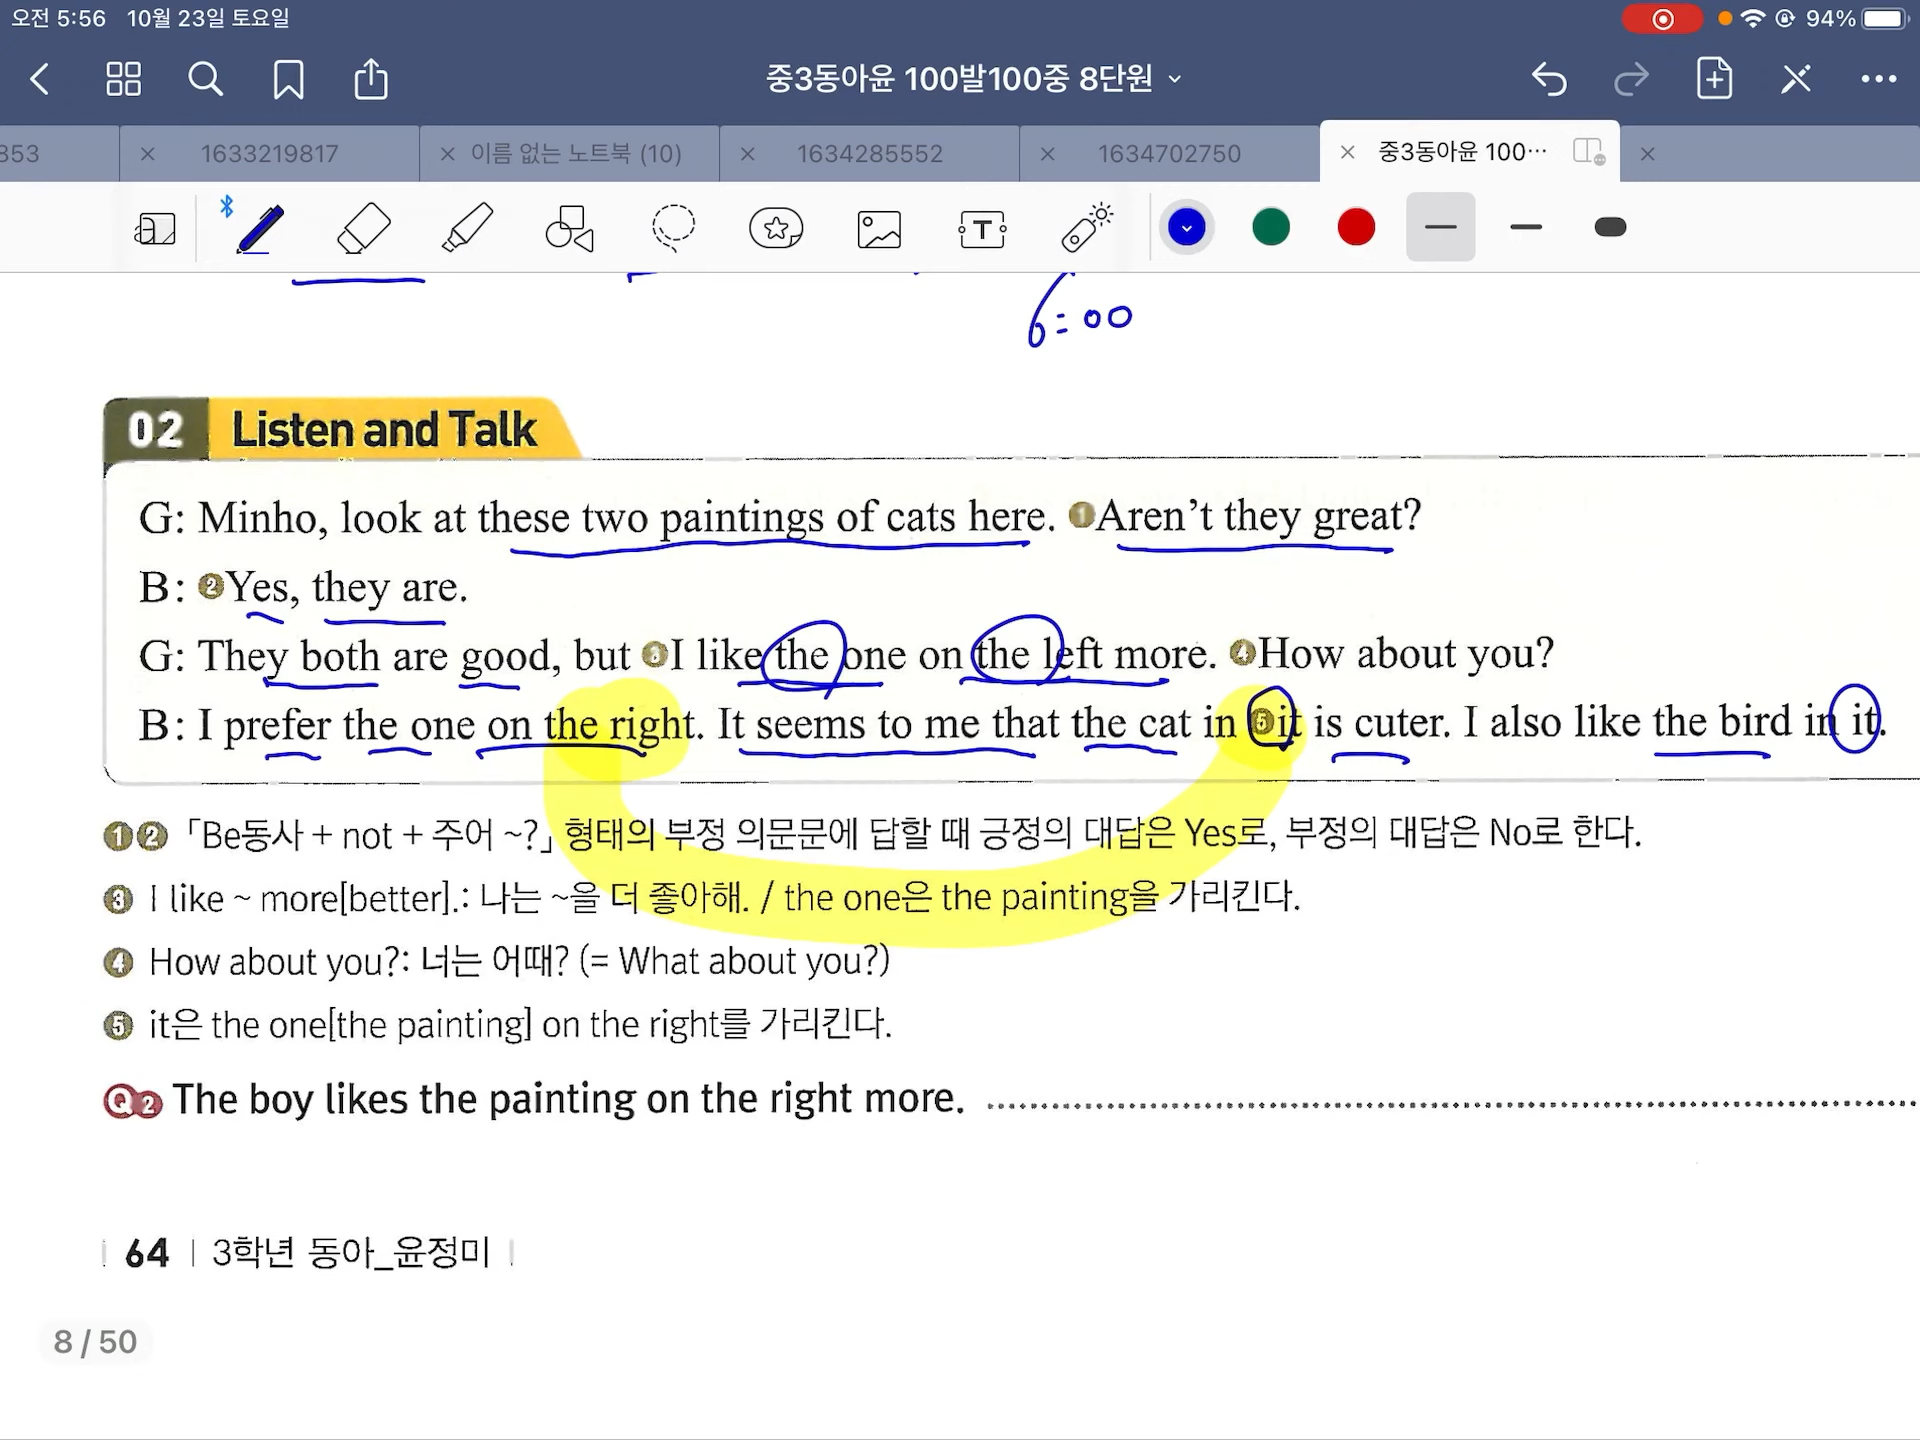 오전 5:56 10월 23일 토요일 94%
중3동아윤 100발100중 8단원
853 1633219817 이름 없는 노트북 (10) 1634285552 1634702750 중3동아윤 100…
6:00
02 Listen and Talk
G: Minho, look at these two paintings of cats here. ①Aren't they great?
B: ②Yes, they are.
G: They both are good, but ③I like the one on the left more. ④How about you?
B: I prefer the one on the right. It seems to me that the cat in ⑤it is cuter. I also like the bird in it.
①② 「Be동사 + not + 주어 ~?」 형태의 부정 의문문에 답할 때 긍정의 대답은 Yes로, 부정의 대답은 No로 한다.
③ I like ~ more[better].: 나는 ~을 더 좋아해. / the one은 the painting을 가리킨다.
④ How about you?: 너는 어때? (= What about you?)
⑤ it은 the one[the painting] on the right를 가리킨다.
Q2 The boy likes the painting on the right more.
64 | 3학년 동아_윤정미
8 / 50